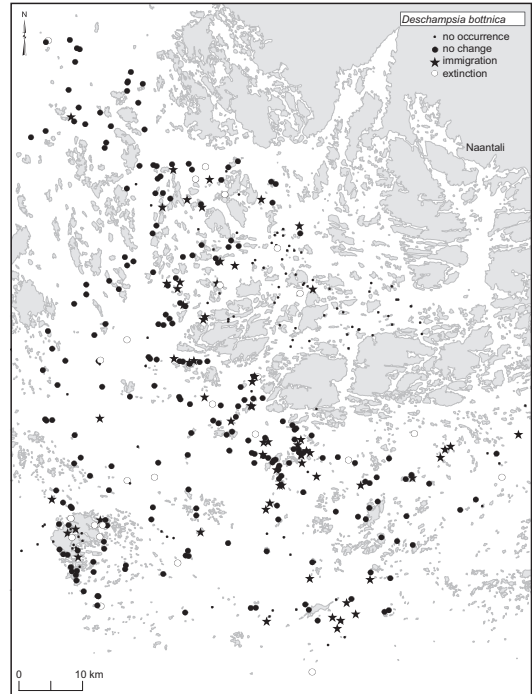 N
Deschampsia bottnica
no occurrence
no change
immigration
extinction
Naantali
0 10 km